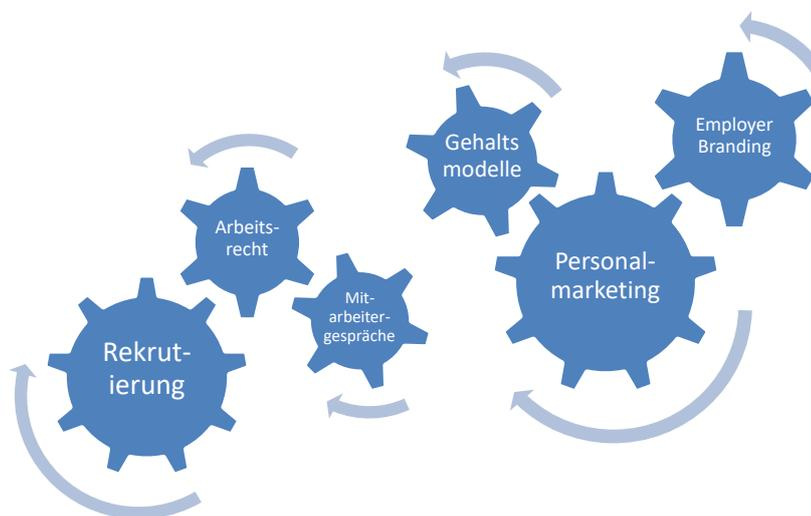 Employer
Branding
Gehalts
modelle
Arbeits-
recht
Personal-
marketing
Mit-
arbeiter-
gespräche
Rekrut-
ierung